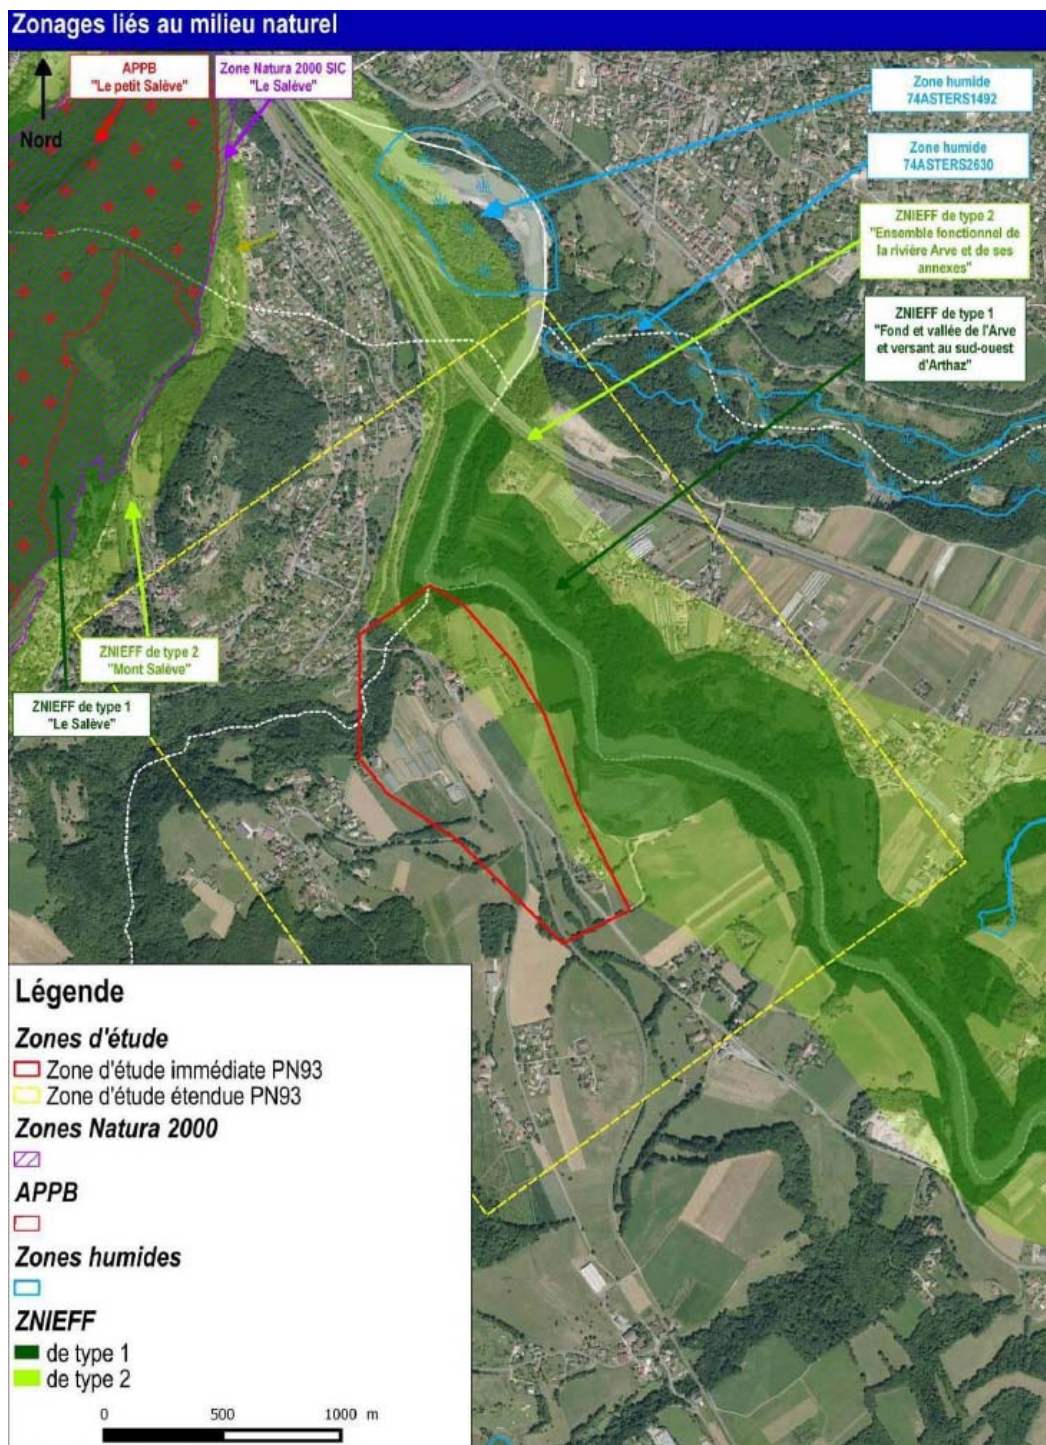 Zonages liés au milieu naturel
Nord
APPB
"Le petit Salève"
Zone Natura 2000 SIC
"Le Salève"
Zone humide
74ASTERS1492
Zone humide
74ASTERS2630
ZNIEFF de type 2
"Ensemble fonctionnel de
la rivière Arve et de ses
annexes"
ZNIEFF de type 1
"Fond et vallée de l'Arve
et versant au sud-ouest
d'Arthaz"
ZNIEFF de type 2
"Mont Salève"
ZNIEFF de type 1
"Le Salève"
Légende
Zones d'étude
Zone d'étude immédiate PN93
Zone d'étude étendue PN93
Zones Natura 2000
APPB
Zones humides
ZNIEFF
de type 1
de type 2
0 500 1000 m